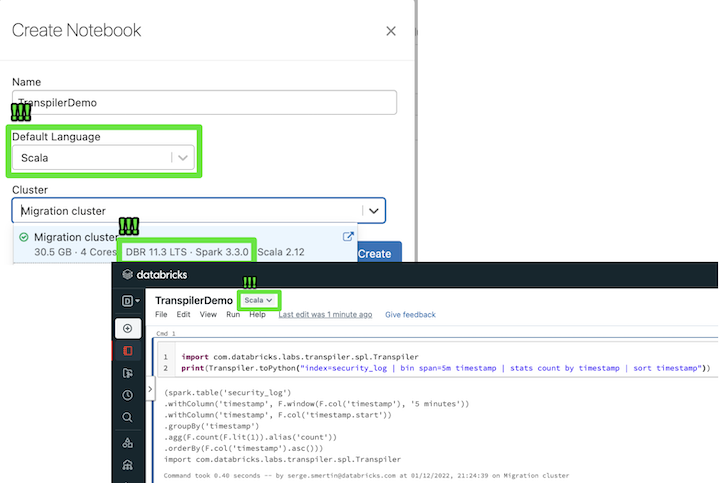 Create Notebook
Name
TranspilerDemo
!!!
Default Language
Scala
Cluster
Migration cluster
!!!
Migration cluster
30.5 GB · 4 Cores · DBR 11.3 LTS · Spark 3.3.0 · Scala 2.12
Create
databricks
!!!
D
TranspilerDemo Scala
File Edit View Run Help Last edit was 1 minute ago Give feedback
Cmd 1
1 import com.databricks.labs.transpiler.spl.Transpiler
2 print(Transpiler.toPython("index=security_log | bin span=5m timestamp | stats count by timestamp | sort timestamp"))
(spark.table('security_log')
.withColumn('timestamp', F.window(F.col('timestamp'), '5 minutes'))
.withColumn('timestamp', F.col('timestamp.start'))
.groupBy('timestamp')
.agg(F.count(F.lit(1)).alias('count'))
.orderBy(F.col('timestamp').asc()))
import com.databricks.labs.transpiler.spl.Transpiler
Command took 0.40 seconds -- by serge.smertin@databricks.com at 01/12/2022, 21:24:39 on Migration cluster